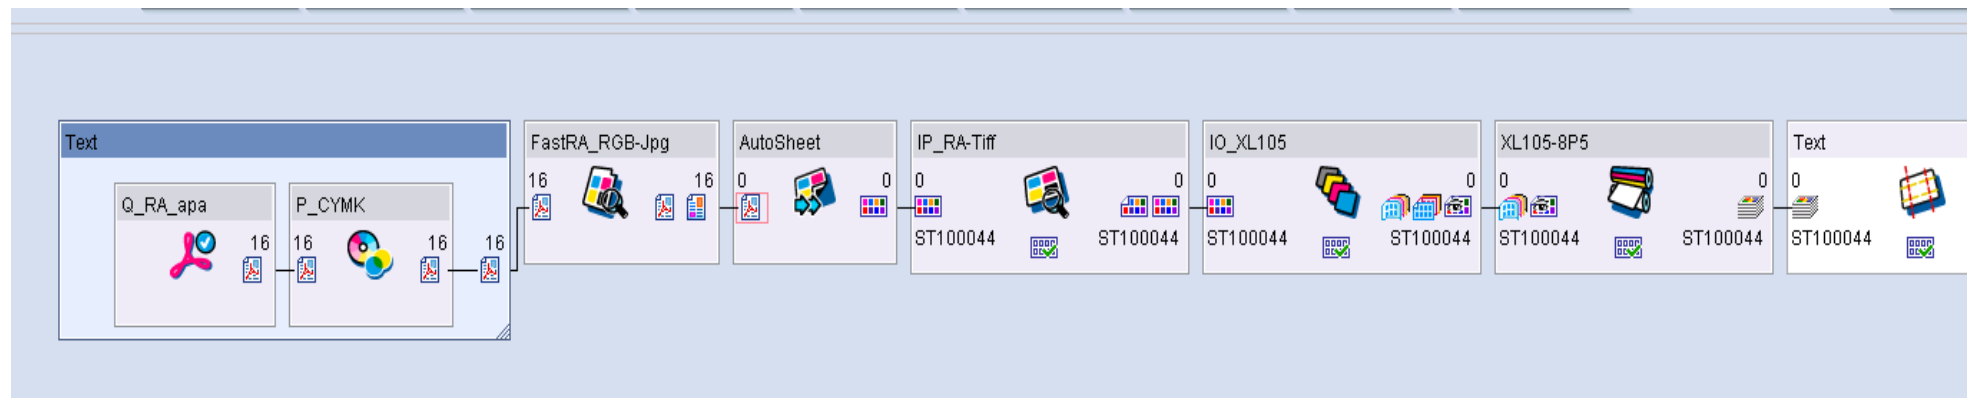 Text
Q_RA_apa
16
P_CYMK
16
16
16
FastRA_RGB-Jpg
16
16
AutoSheet
0
0
IP_RA-Tiff
0
0
ST100044
ST100044
IO_XL105
0
0
ST100044
ST100044
XL105-8P5
0
0
ST100044
ST100044
Text
0
ST100044